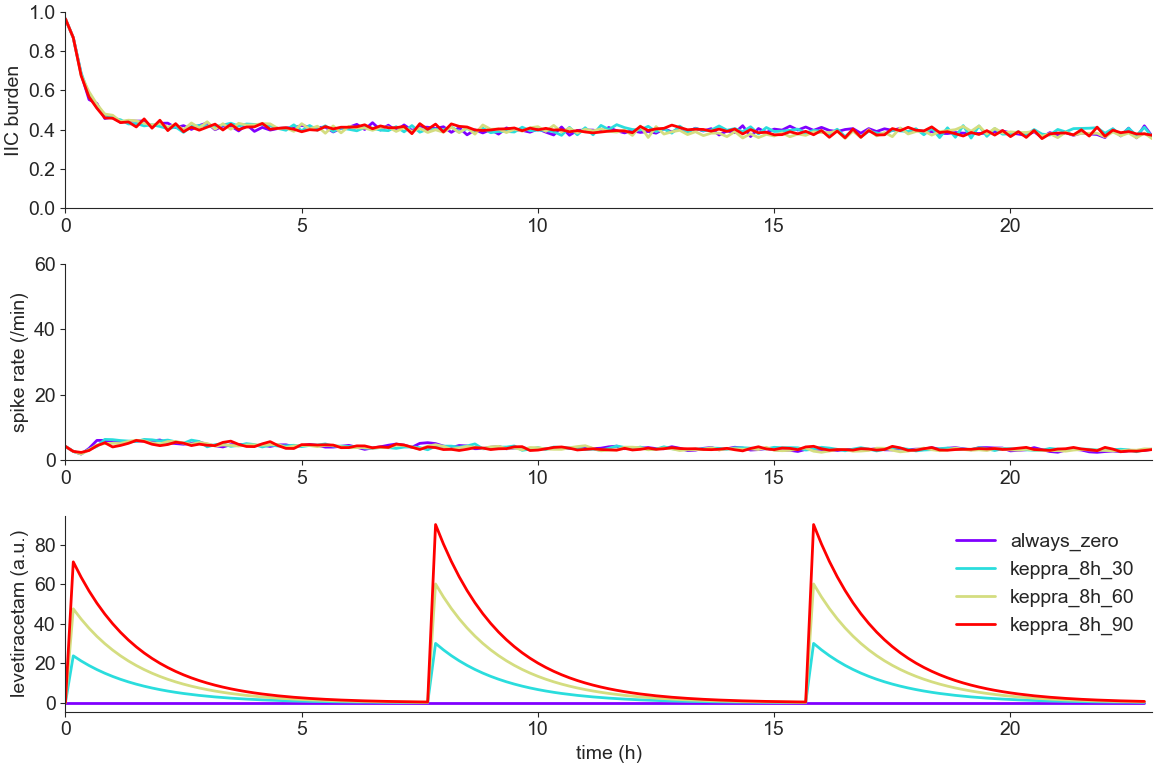 IIC burden
1.0
0.8
0.6
0.4
0.2
0.0
0 5 10 15 20
spike rate (/min)
60
40
20
0
0 5 10 15 20
levetiracetam (a.u.)
80
60
40
20
0
0 5 10 15 20
time (h)
always_zero
keppra_8h_30
keppra_8h_60
keppra_8h_90